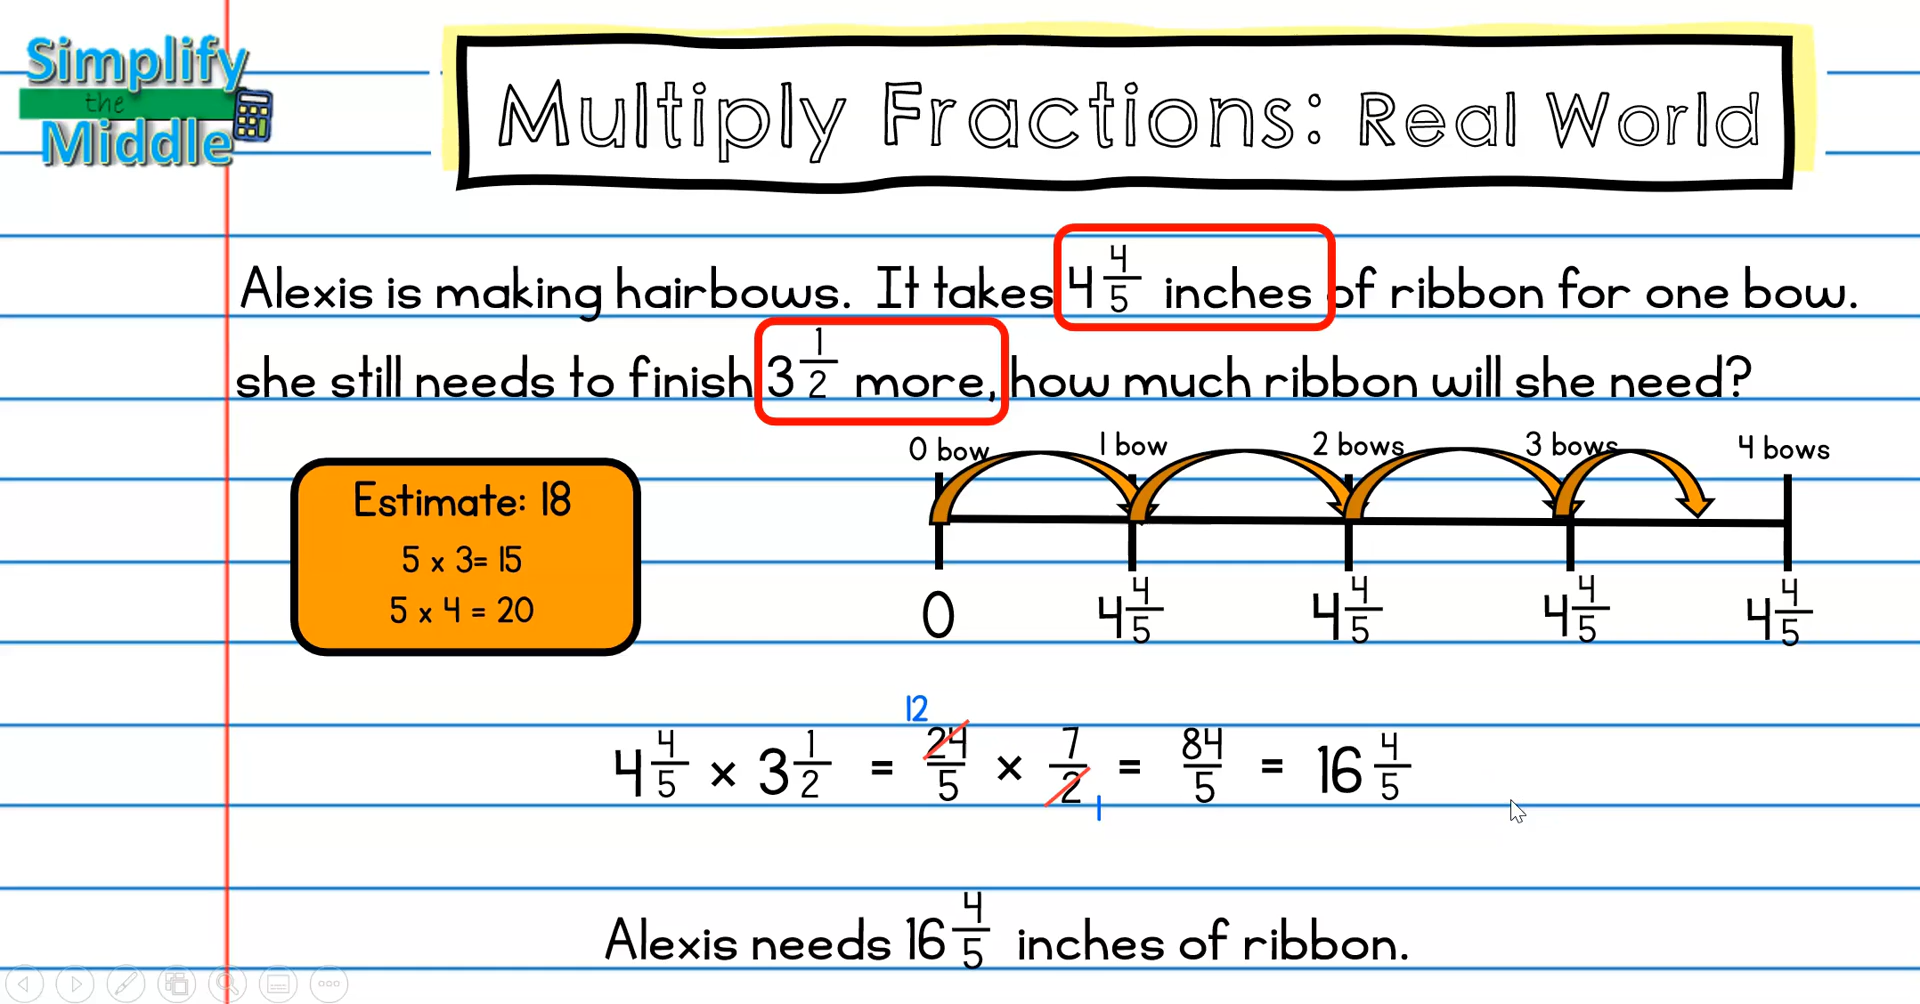 Simplify
the
Middle
Multiply Fractions: Real World
Alexis is making hairbows. It takes 4 4/5 inches of ribbon for one bow.
she still needs to finish 3 1/2 more, how much ribbon will she need?
0 bow 1 bow 2 bows 3 bows 4 bows
Estimate: 18
5 x 3= 15
5 x 4 = 20
0 4 4/5 4 4/5 4 4/5 4 4/5
12
4 4/5 × 3 1/2 = 24/5 × 7/2 = 84/5 = 16 4/5
1
Alexis needs 16 4/5 inches of ribbon.